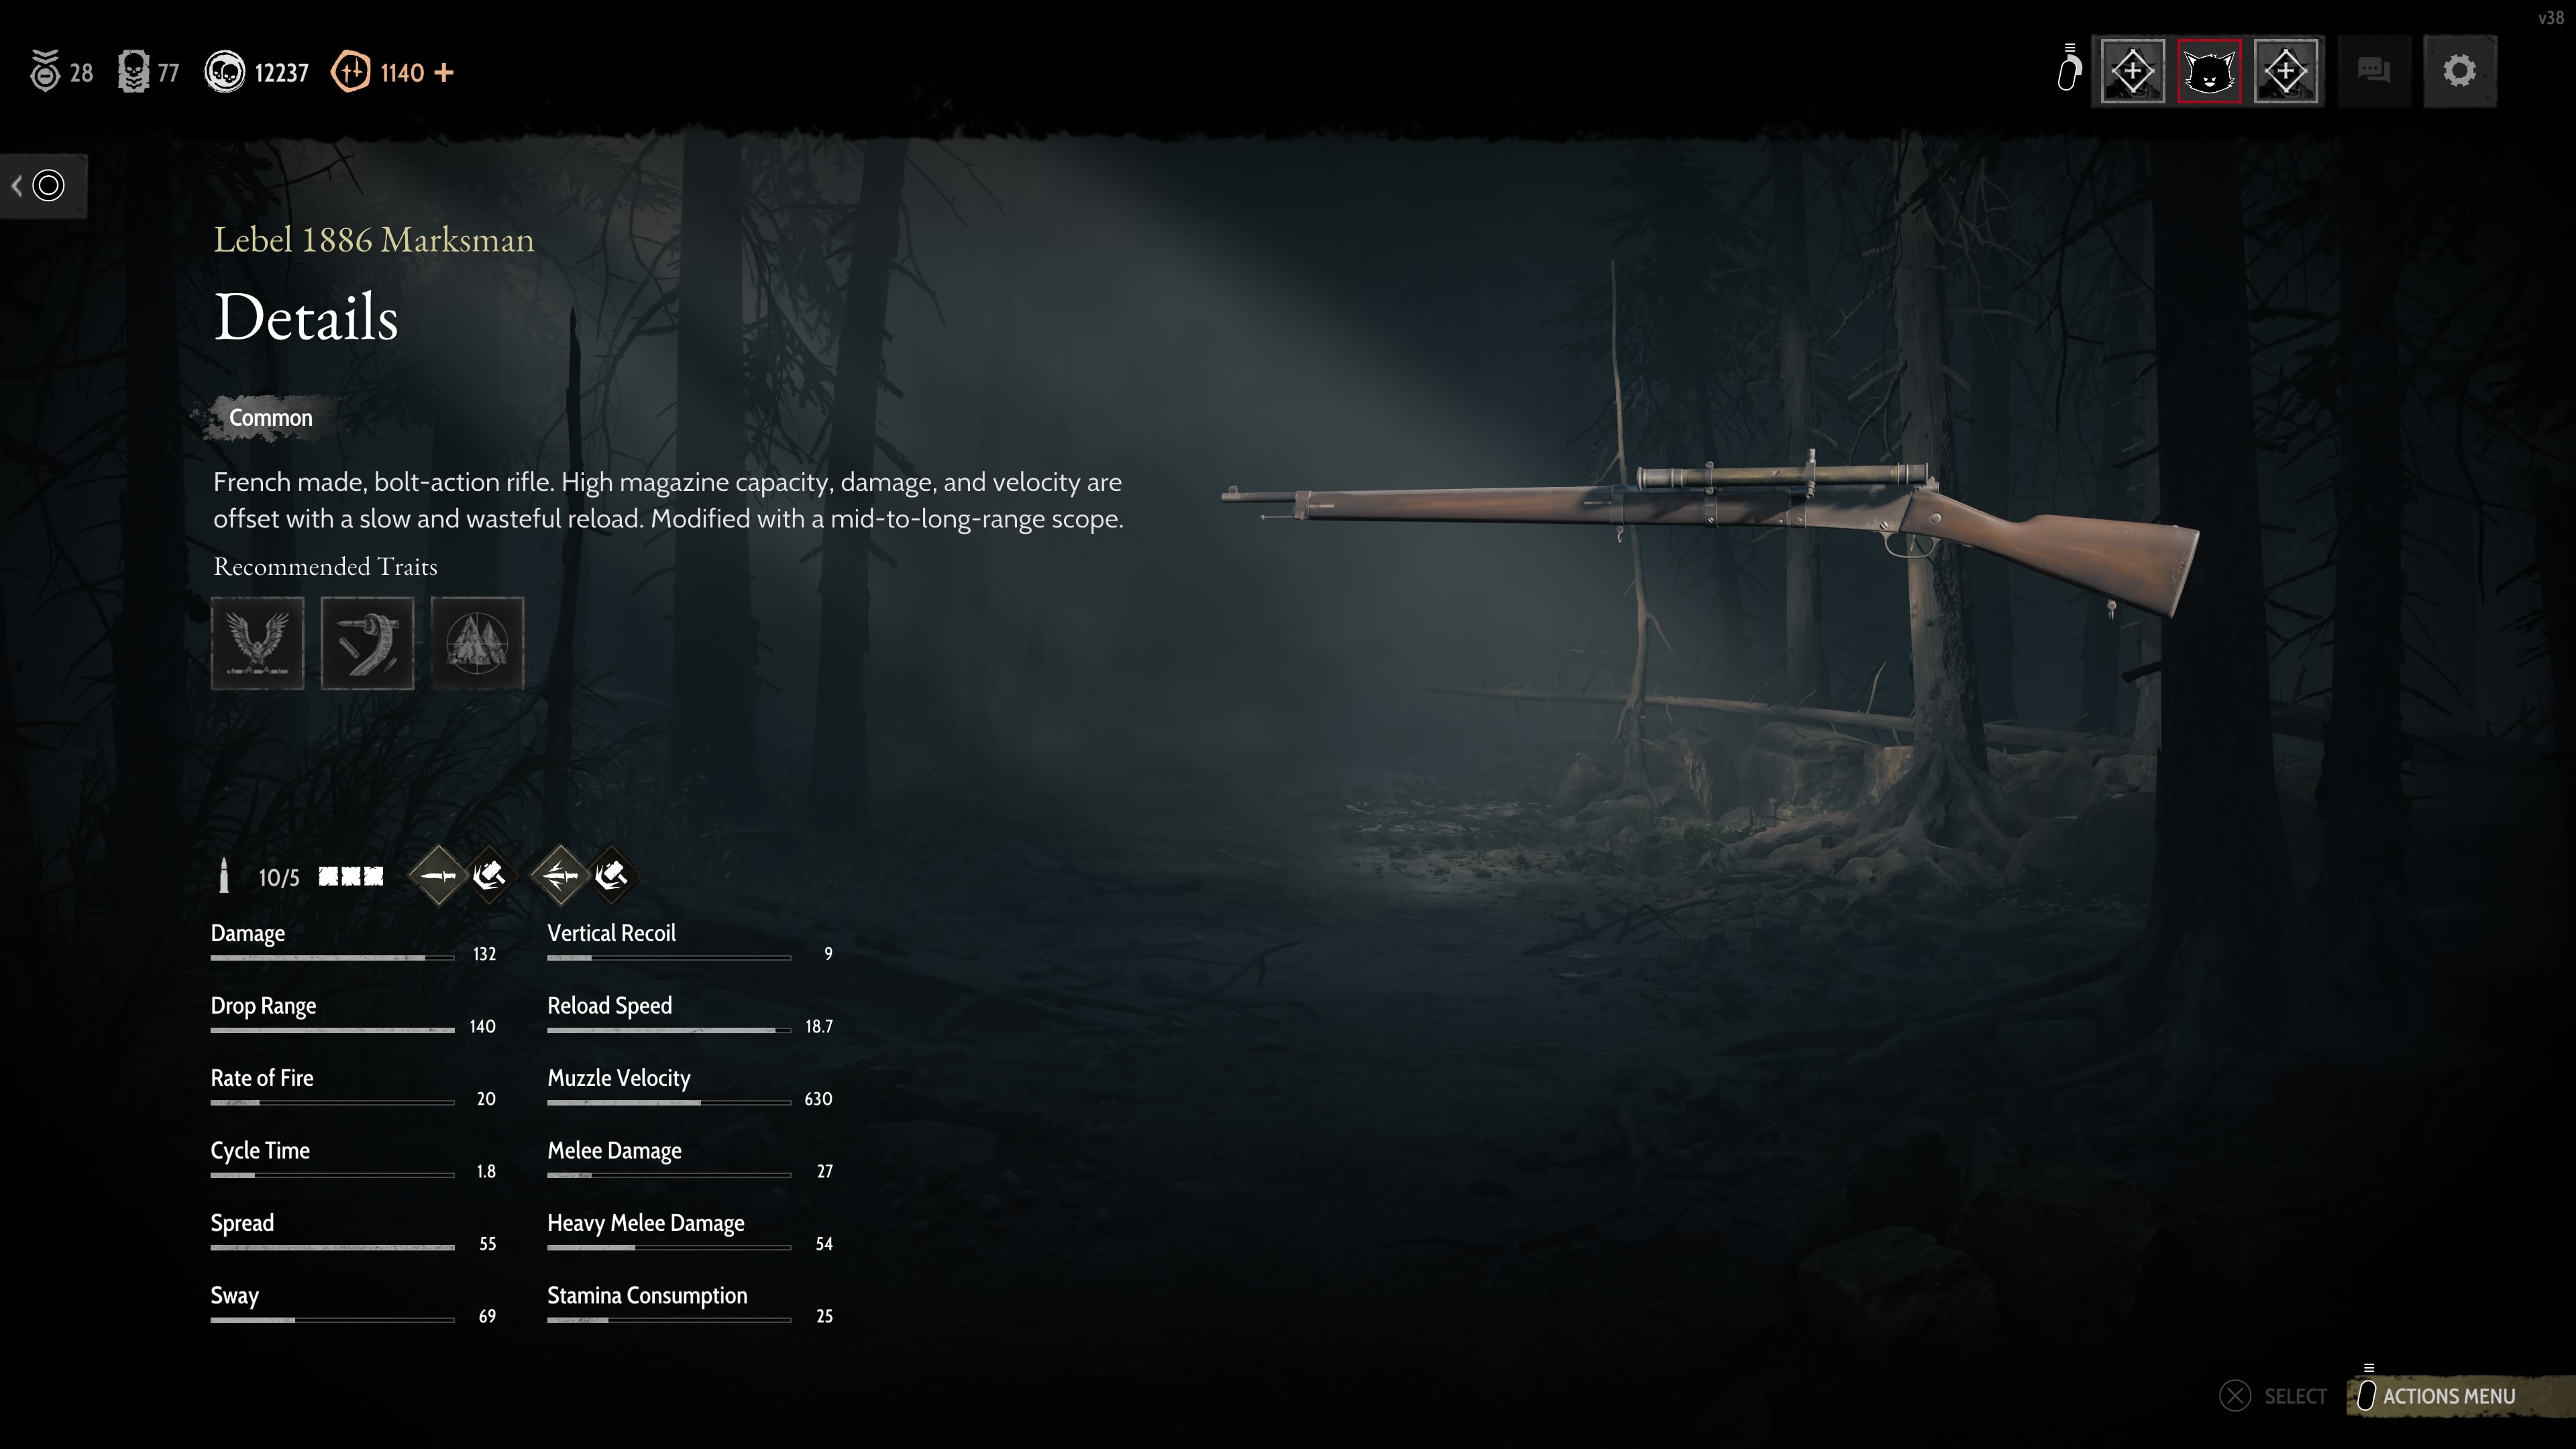 v38
28 77 12237 1140 +
Lebel 1886 Marksman
Details
Common
French made, bolt-action rifle. High magazine capacity, damage, and velocity are
offset with a slow and wasteful reload. Modified with a mid-to-long-range scope.
Recommended Traits
10/5
Damage 132
Vertical Recoil 9
Drop Range 140
Reload Speed 18.7
Rate of Fire 20
Muzzle Velocity 630
Cycle Time 1.8
Melee Damage 27
Spread 55
Heavy Melee Damage 54
Sway 69
Stamina Consumption 25
SELECT
ACTIONS MENU